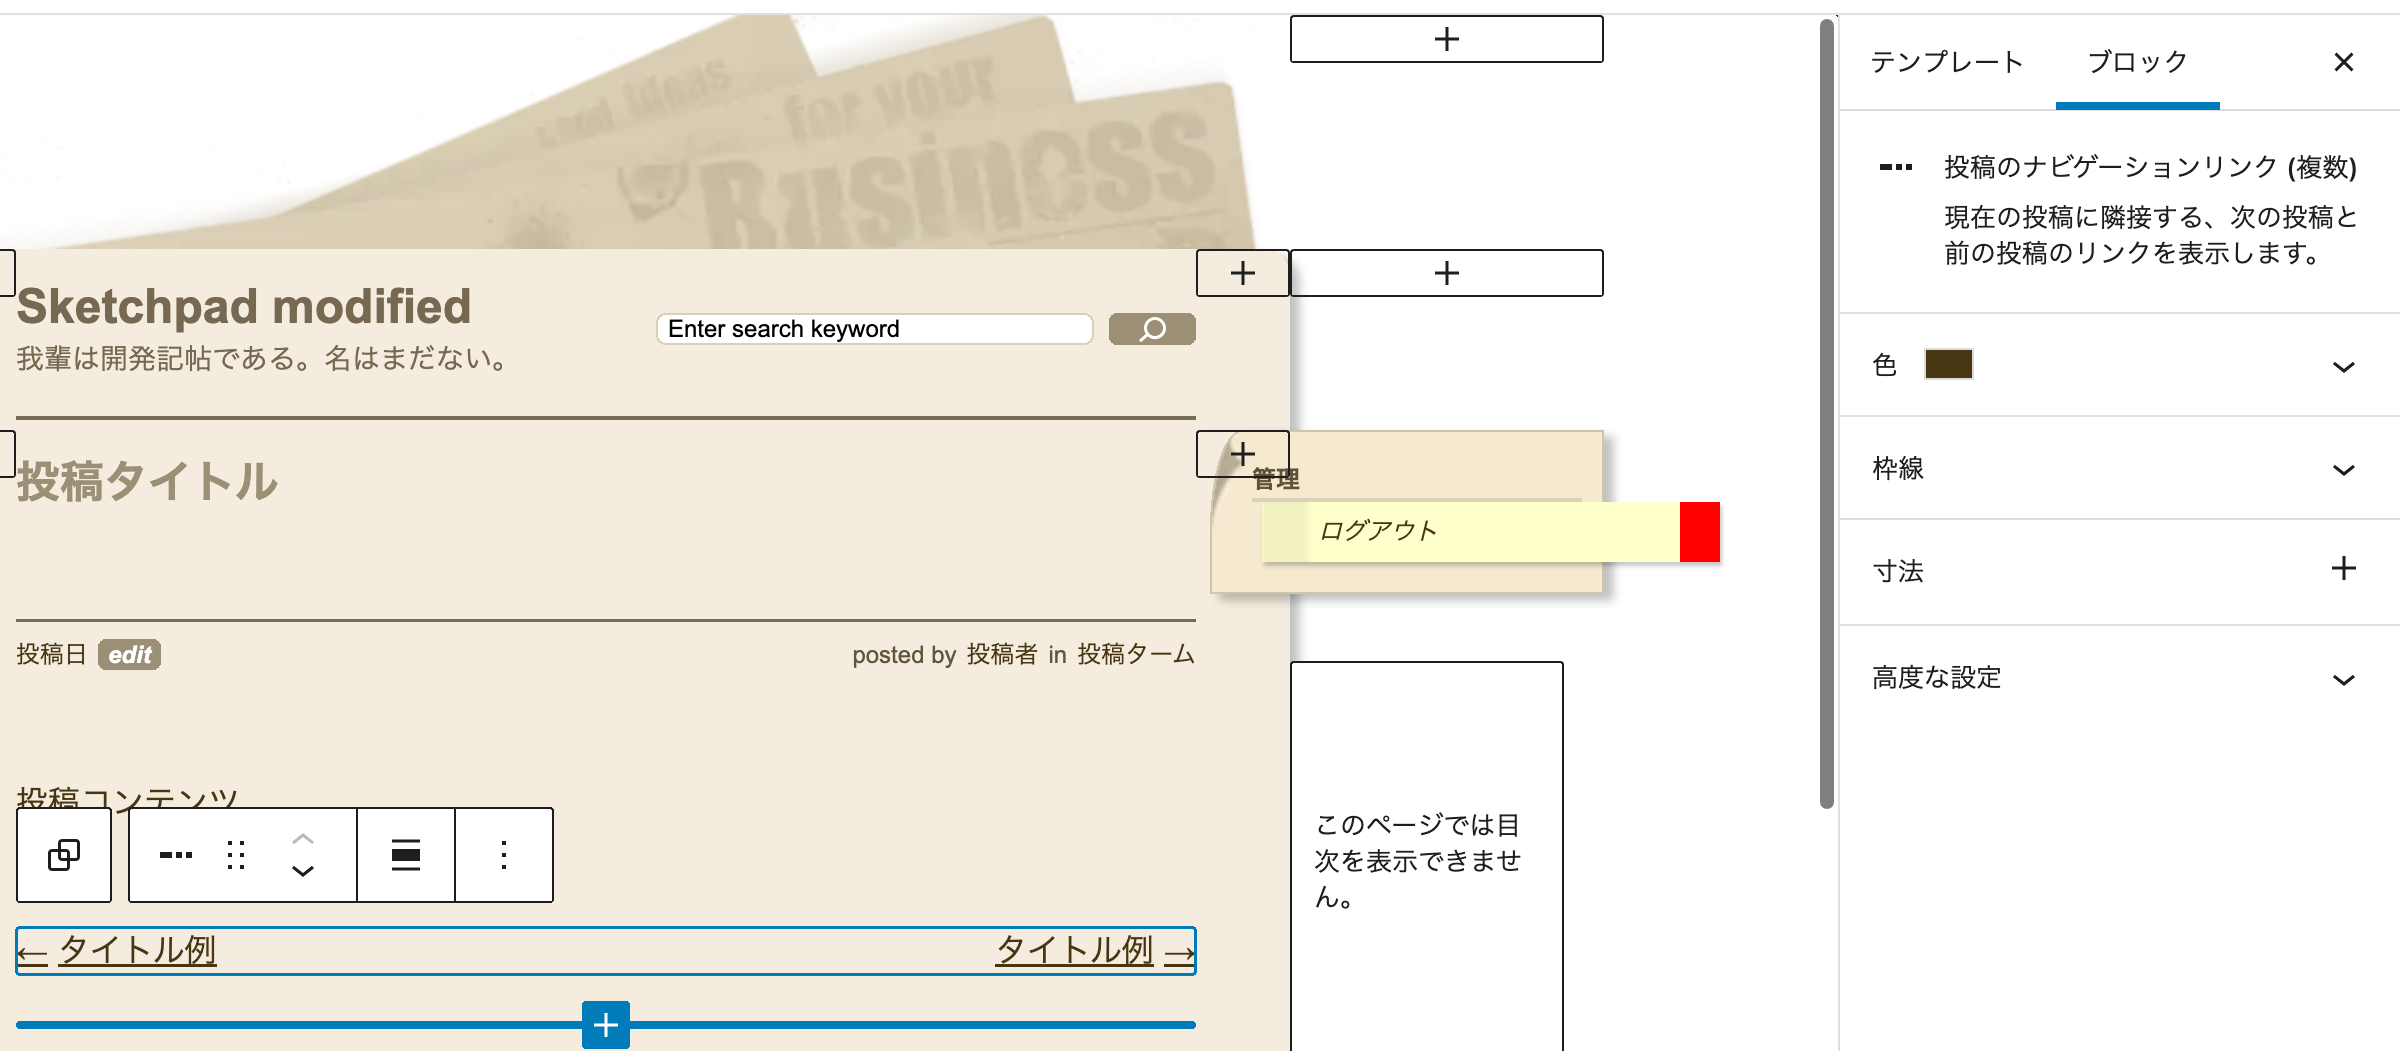 and ideas
for your
Business
Sketchpad modified
我輩は開発記帖である。名はまだない。
Enter search keyword
投稿タイトル
管理
ログアウト
投稿日 edit
posted by 投稿者 in 投稿ターム
投稿コンテンツ
← タイトル例
タイトル例 →
このページでは目
次を表示できませ
ん。
テンプレート
ブロック
投稿のナビゲーションリンク (複数)
現在の投稿に隣接する、次の投稿と
前の投稿のリンクを表示します。
色
枠線
寸法
高度な設定